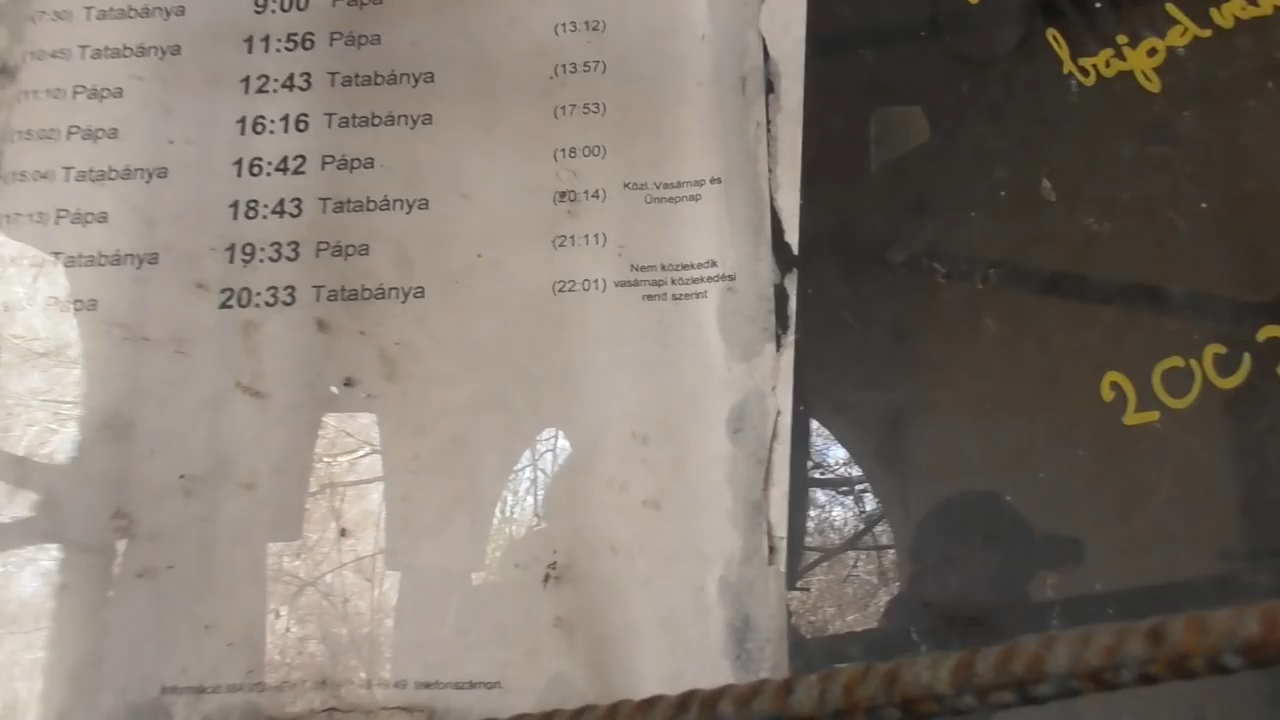 (7:30) Tatabánya 9:00 Pápa
(10:45) Tatabánya 11:56 Pápa (13:12)
(11:10) Pápa 12:43 Tatabánya (13:57)
(15:02) Pápa 16:16 Tatabánya (17:53)
(15:04) Tatabánya 16:42 Pápa (18:00)
(17:13) Pápa 18:43 Tatabánya (20:14) Közl.:Vasárnap és
Ünnepnap
Tatabánya 19:33 Pápa (21:11)
Pápa 20:33 Tatabánya (22:01) Nem közlekedik
vasárnapi közlekedési
rend szerint
Információ: 49 telefonszámon.
200